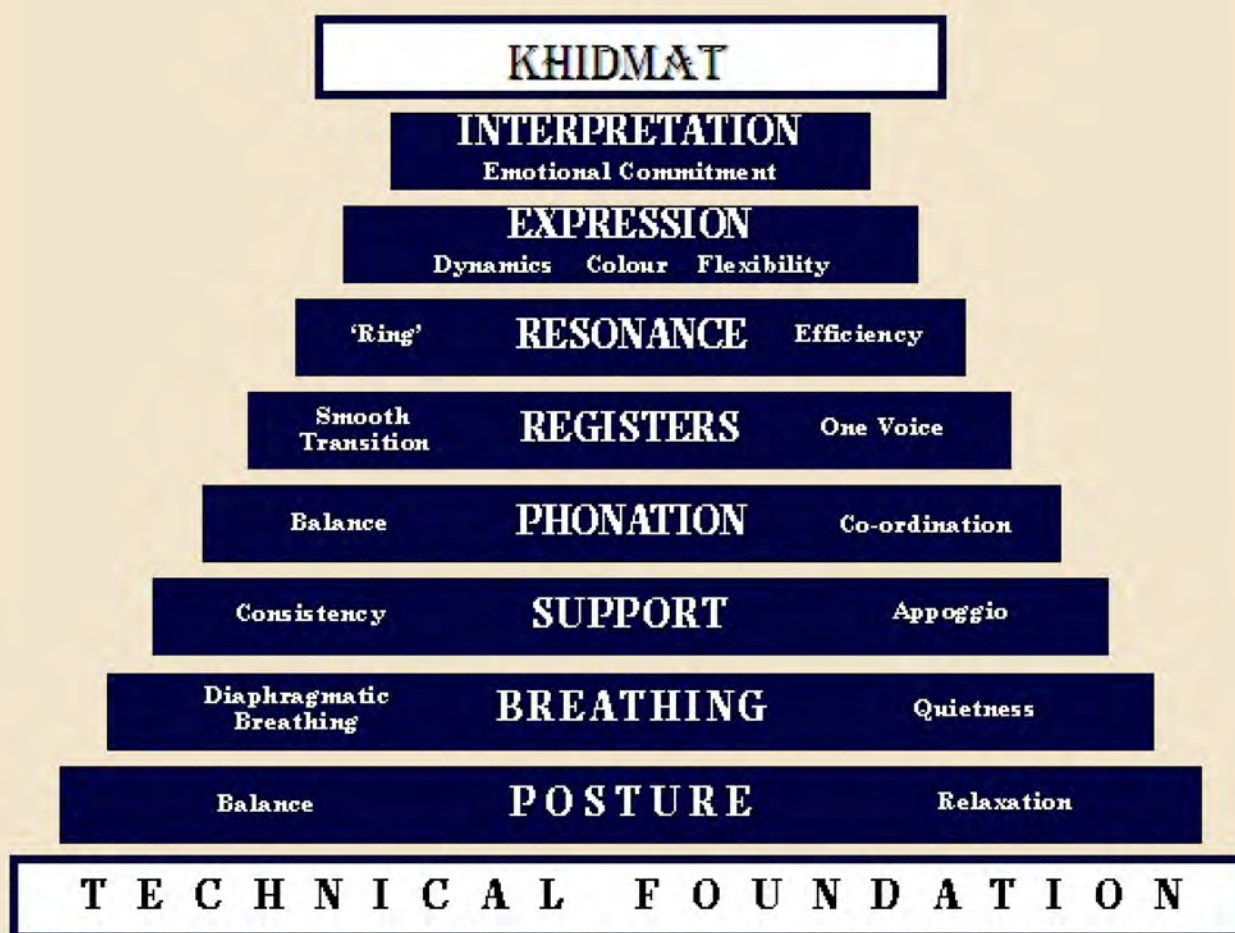 KHIDMAT
INTERPRETATION
Emotional Commitment
EXPRESSION
Dynamics Colour Flexibility
‘Ring’ RESONANCE Efficiency
Smooth
Transition REGISTERS One Voice
Balance PHONATION Co-ordination
Consistency SUPPORT Appoggio
Diaphragmatic
Breathing BREATHING Quietness
Balance POSTURE Relaxation
TECHNICAL FOUNDATION